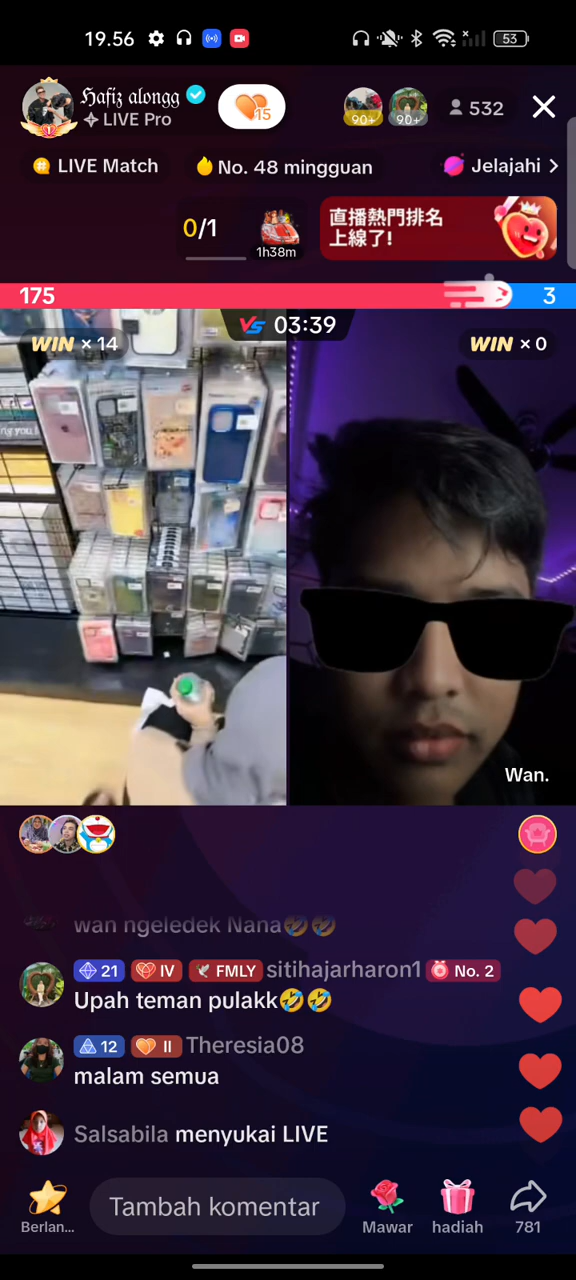 19.56
53
Hafiz alongg
LIVE Pro
15
90+
90+
532
LIVE Match
No. 48 mingguan
Jelajahi
0/1
1h38m
直播熱門排名
上線了!
175
3
VS 03:39
WIN × 14
WIN × 0
Wan.
wan ngeledek Nana🤣🤣
21 IV FMLY sitihajarharon1 No. 2
Upah teman pulakk🤣🤣
12 II Theresia08
malam semua
Salsabila menyukai LIVE
Berlan...
Tambah komentar
Mawar
hadiah
781